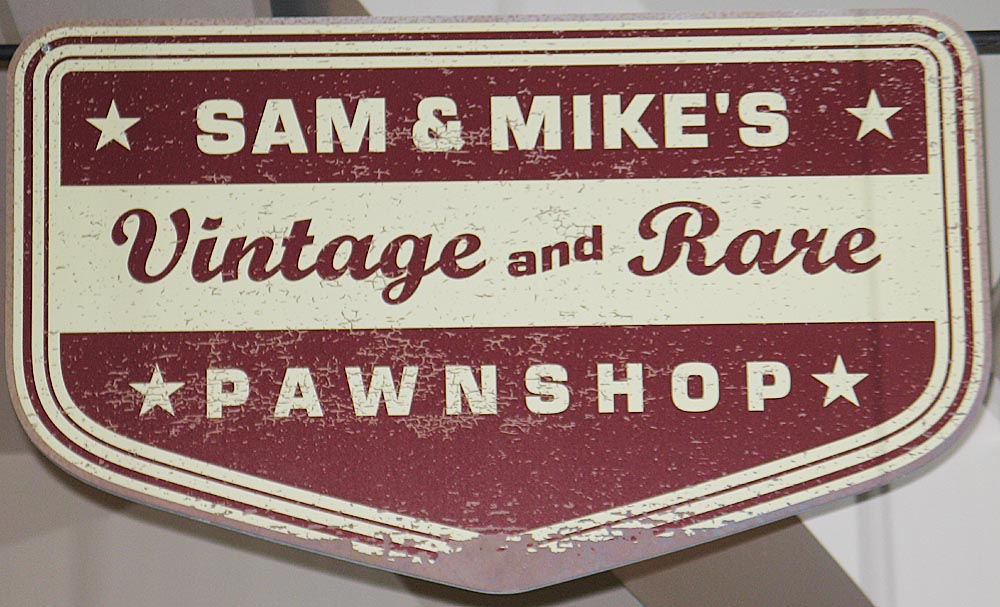 SAM & MIKE'S
Vintage and Rare
PAWNSHOP